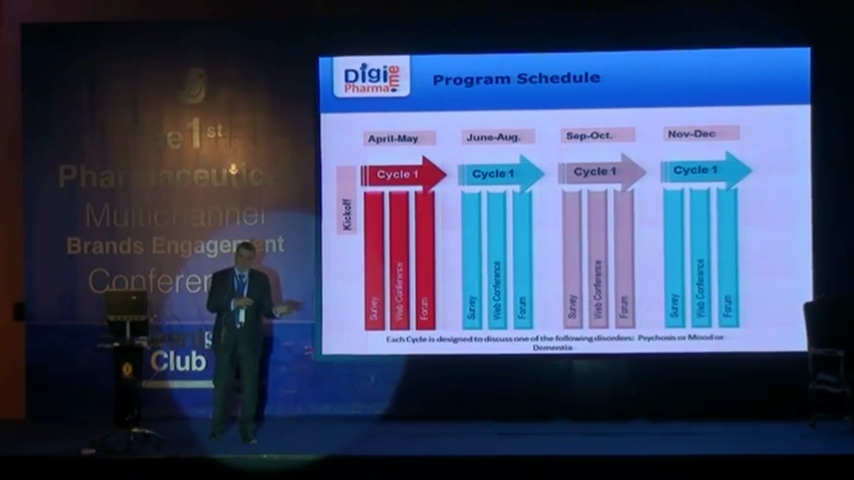 Digi
Pharma.me
Program Schedule
April-May
June-Aug.
Sep-Oct.
Nov-Dec
Kickoff
Cycle 1
Cycle 1
Cycle 1
Cycle 1
Survey
Web Conference
Forum
Survey
Web Conference
Forum
Survey
Web Conference
Forum
Survey
Web Conference
Forum
Each Cycle is designed to discuss one of the following disorders: Psychosis or Mood or
Dementia
1st
Multichannel
Brands Engagement
Club